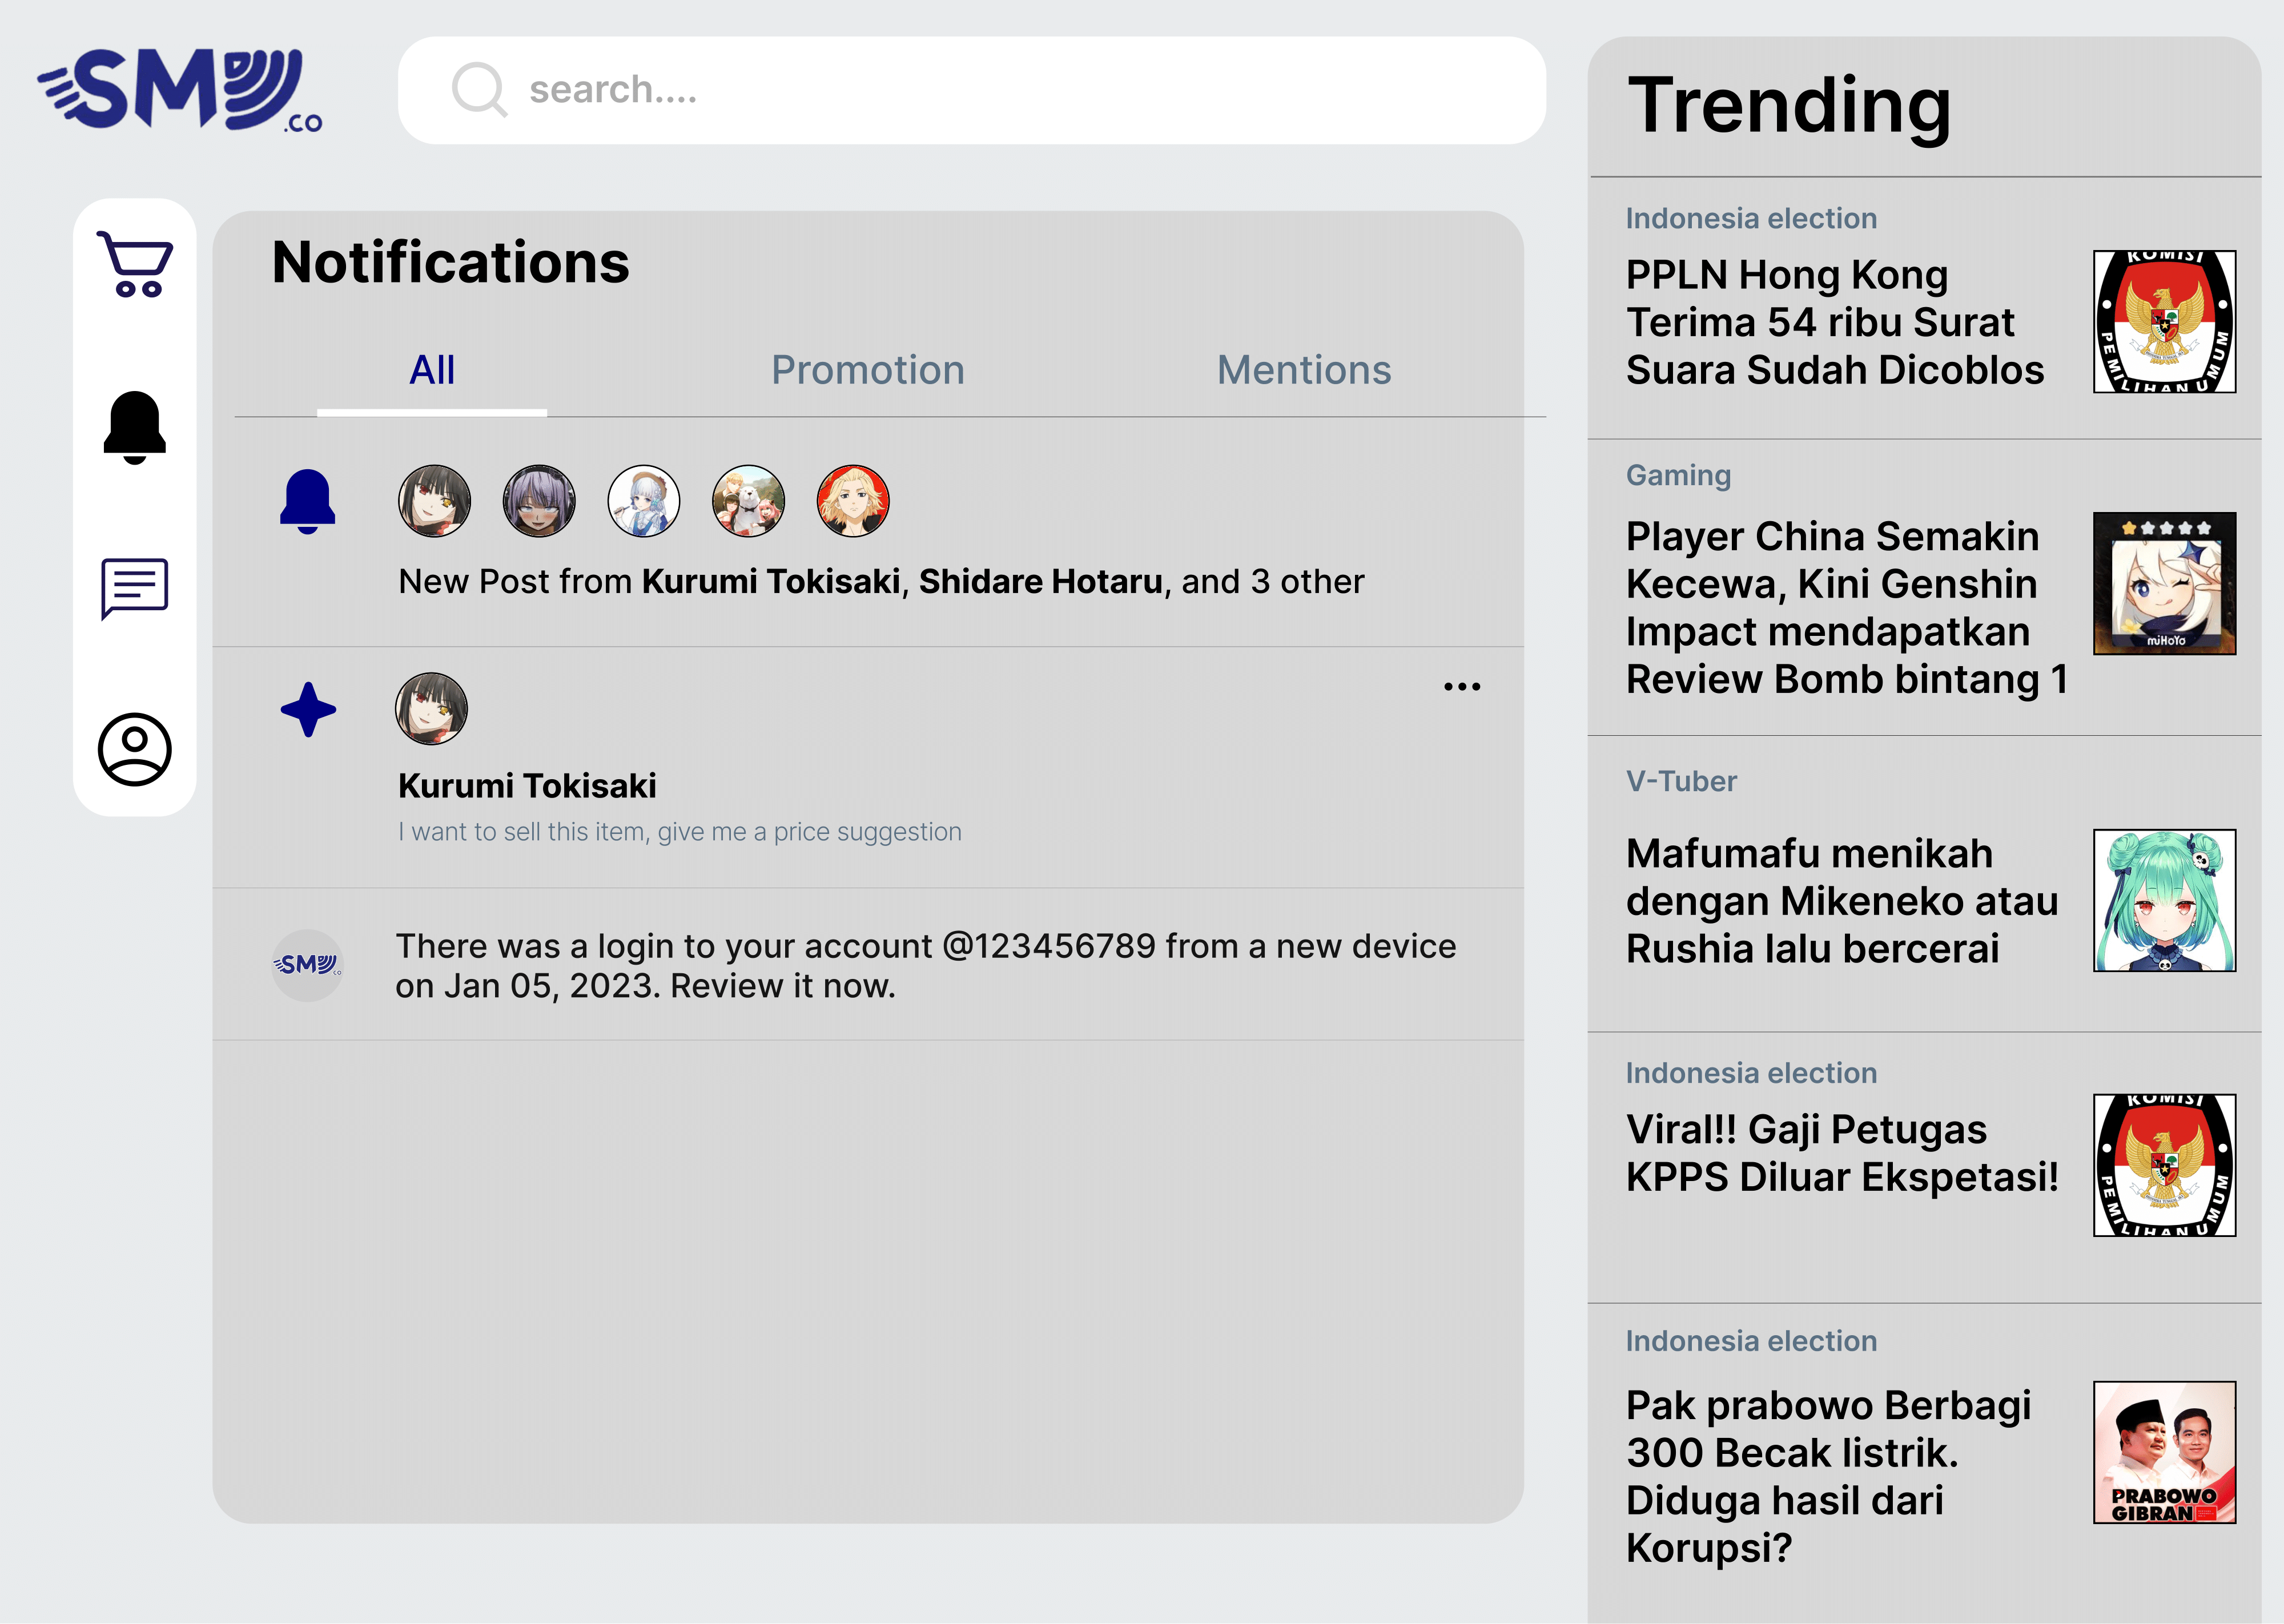 SMD.co
search....
Notifications
All
Promotion
Mentions
New Post from Kurumi Tokisaki, Shidare Hotaru, and 3 other
Kurumi Tokisaki
I want to sell this item, give me a price suggestion
SMD.co
There was a login to your account @123456789 from a new device
on Jan 05, 2023. Review it now.
Trending
Indonesia election
PPLN Hong Kong
Terima 54 ribu Surat
Suara Sudah Dicoblos
KOMISI
PEMILIHAN UMUM
Gaming
Player China Semakin
Kecewa, Kini Genshin
Impact mendapatkan
Review Bomb bintang 1
miHoYo
V-Tuber
Mafumafu menikah
dengan Mikeneko atau
Rushia lalu bercerai
Indonesia election
Viral!! Gaji Petugas
KPPS Diluar Ekspetasi!
KOMISI
PEMILIHAN UMUM
Indonesia election
Pak prabowo Berbagi
300 Becak listrik.
Diduga hasil dari
Korupsi?
PRABOWO
GIBRAN